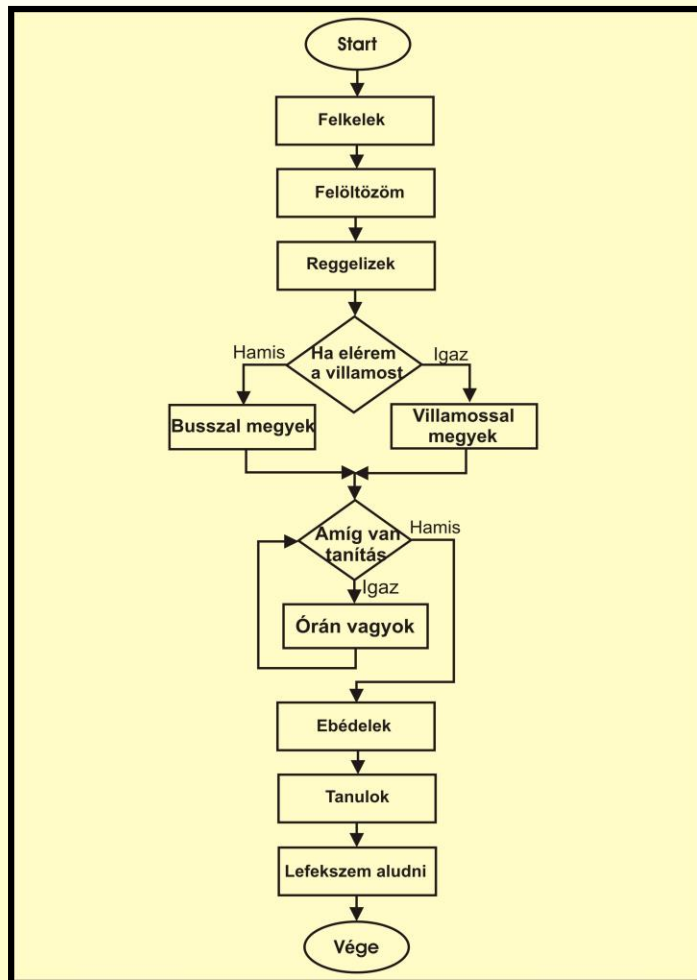 Start
Felkelek
Felöltözöm
Reggelizek
Hamis
Ha elérem
a villamost
Igaz
Busszal megyek
Villamossal
megyek
Amíg van
tanítás
Hamis
Igaz
Órán vagyok
Ebédelek
Tanulok
Lefekszem aludni
Vége